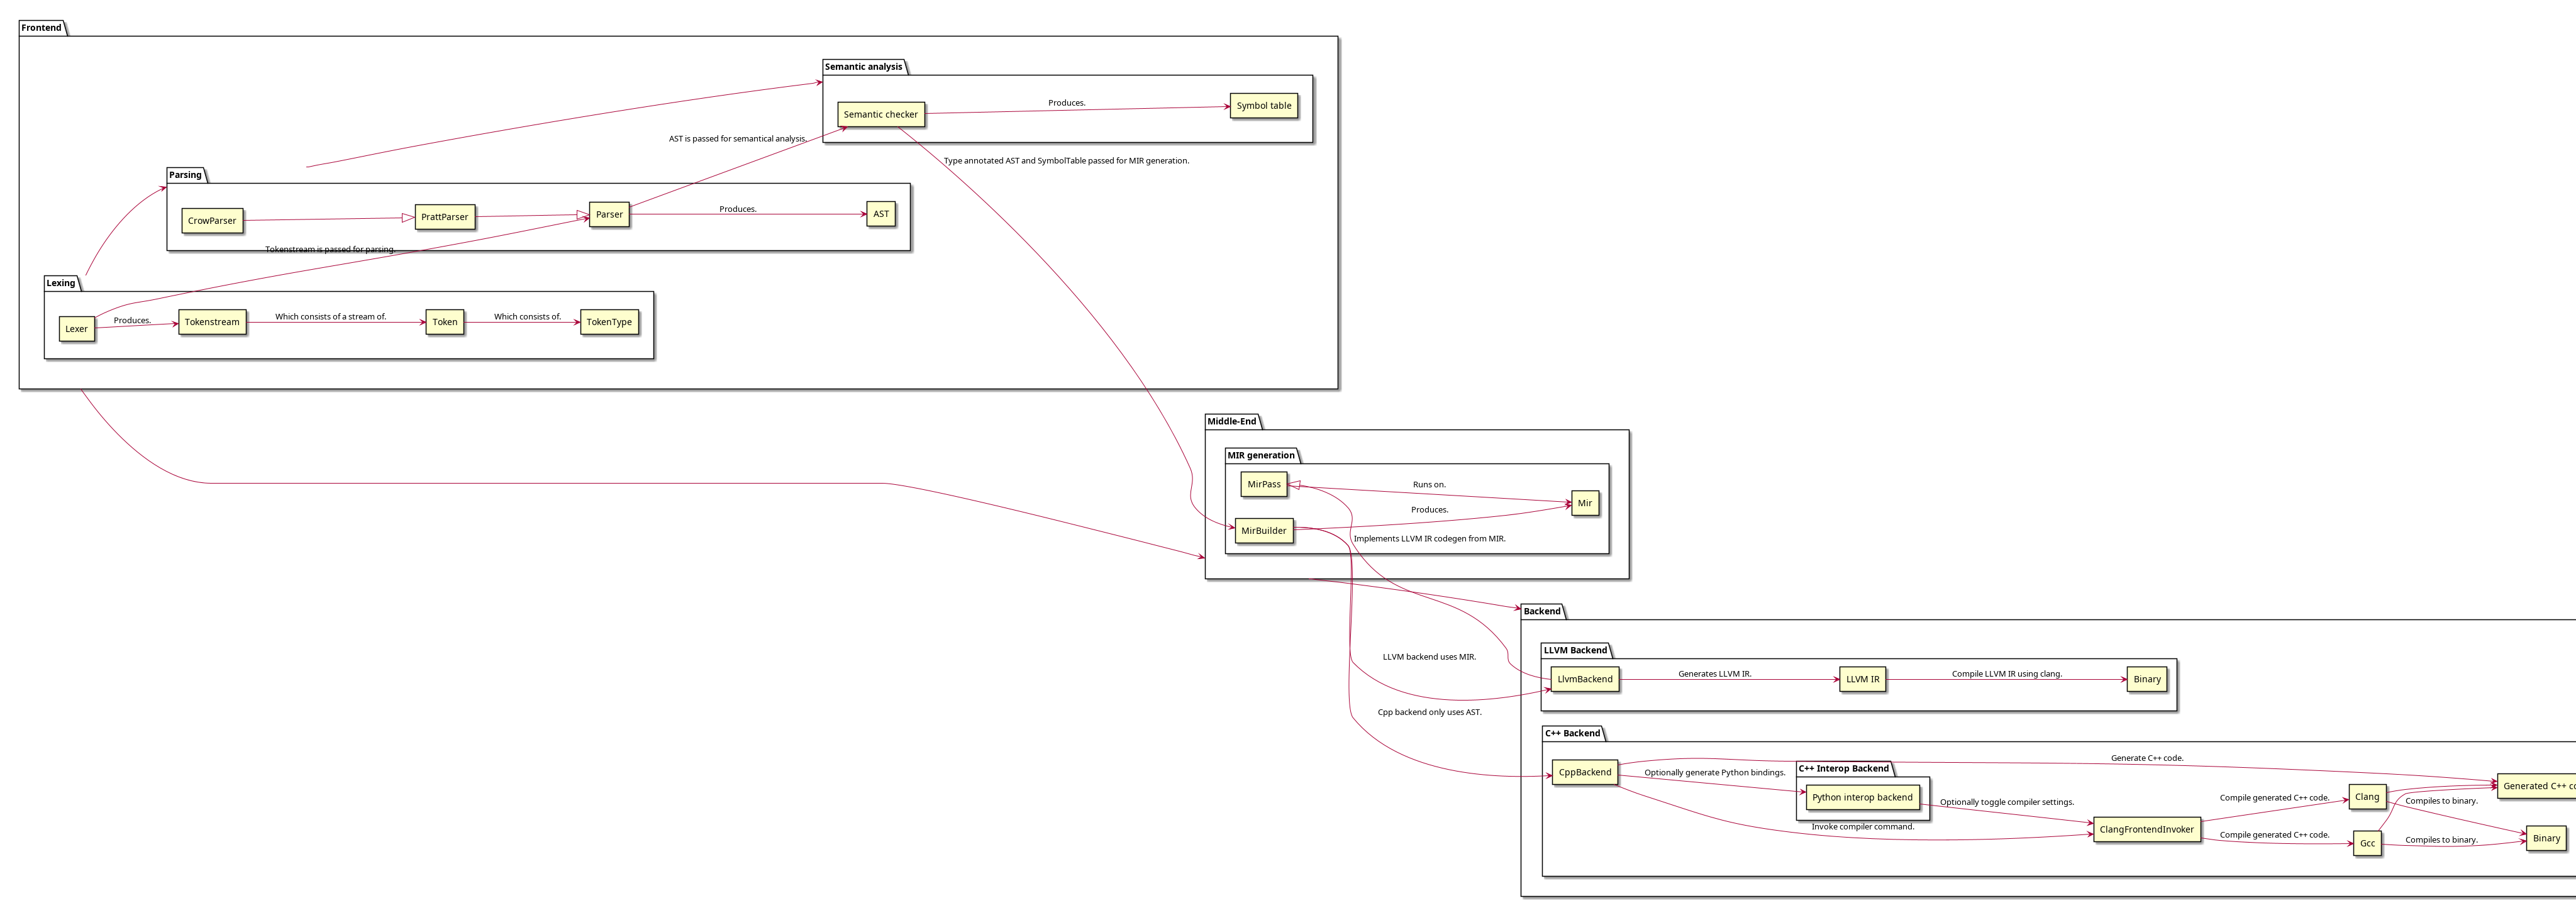 Frontend
Semantic analysis
Semantic checker
Produces.
Symbol table
AST is passed for semantical analysis.
Type annotated AST and SymbolTable passed for MIR generation.
Parsing
CrowParser
PrattParser
Parser
Produces.
AST
Tokenstream is passed for parsing.
Lexing
Lexer
Produces.
Tokenstream
Which consists of a stream of.
Token
Which consists of.
TokenType
Middle-End
MIR generation
MirPass
Runs on.
Mir
Produces.
MirBuilder
Implements LLVM IR codegen from MIR.
Backend
LLVM backend uses MIR.
LLVM Backend
LlvmBackend
Generates LLVM IR.
LLVM IR
Compile LLVM IR using clang.
Binary
Cpp backend only uses AST.
C++ Backend
CppBackend
Generate C++ code.
Optionally generate Python bindings.
C++ Interop Backend
Python interop backend
Optionally toggle compiler settings.
Invoke compiler command.
ClangFrontendInvoker
Compile generated C++ code.
Clang
Generated C++ co
Compiles to binary.
Compile generated C++ code.
Gcc
Compiles to binary.
Binary